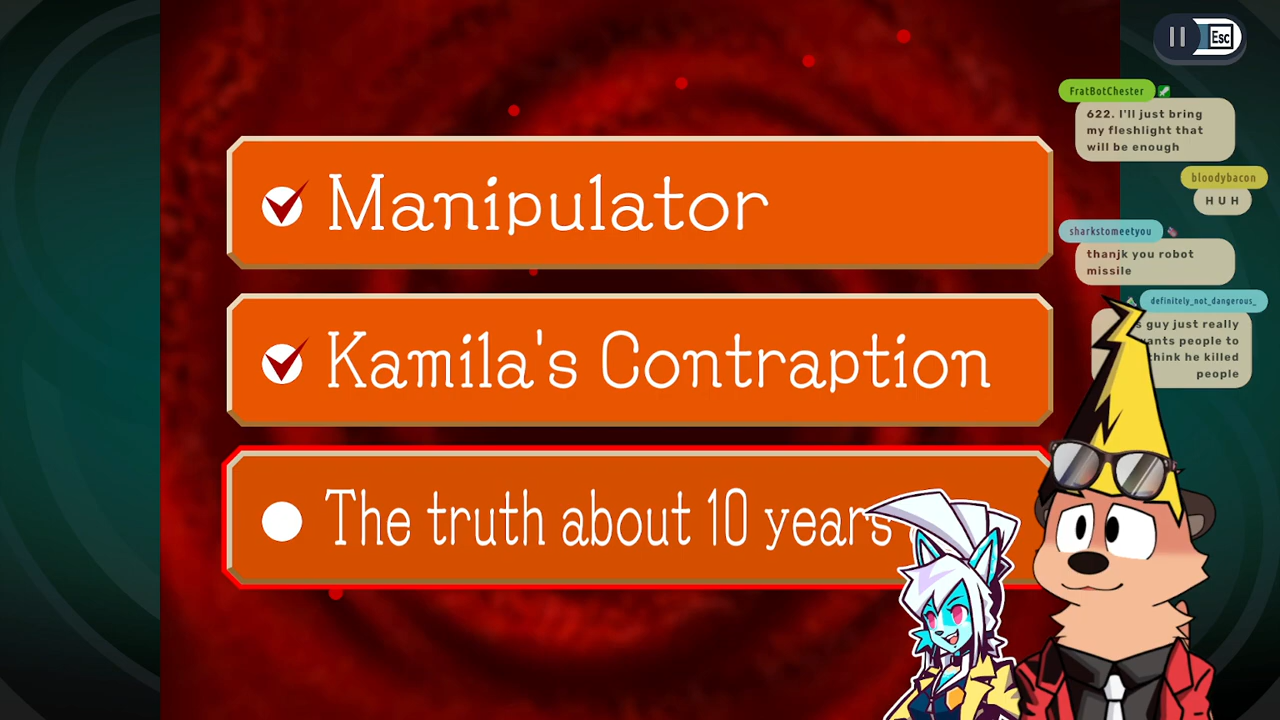 Esc
FratBotChester
622. I'll just bring
my fleshlight that
will be enough
bloodybacon
H U H
Manipulator
sharkstomeetyou
thanjk you robot
missile
definitely_not_dangerous_
guy just really
people to
think he killed
people
Kamila's Contraption
The truth about 10 years